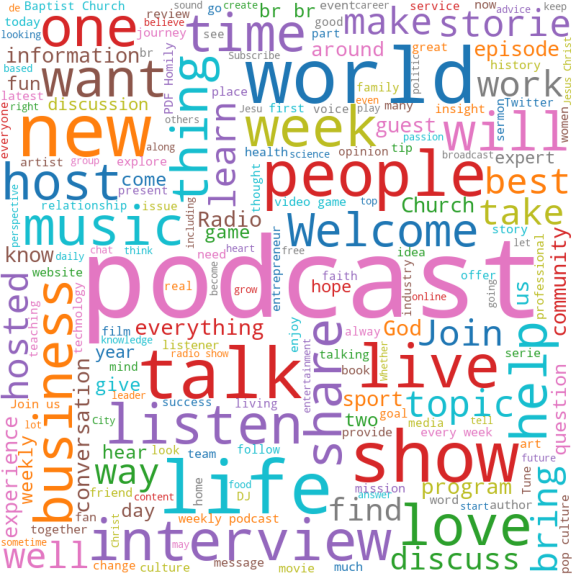 de Baptist Church sound go create eventcareer service now advice keep
today one review journey see time br br good part make believe storie
looking information br Subscribe around great episode
based fun want PDF Homily thing place world history work Jesus Christ
latest discussion learn family even insight Twitter
everyone right others Jesu first voice play many sermon women
new along week guest will passion
artist group explore health science opinion tip broadcast expert
host come present thought people best
perspective relationship issue including video game top Church take
music Radio Welcome story
know daily chat think game need heart free idea let
website become entrepreneur faith offer going professional community
hosted teaching technology podcast us
real grow hope industry online
film everything enjoy alway God Join
year knowledge listener talking Whether serie
mind radio show entertainment book live help question
business give leader talk share sport topic
Join us conversation success living goal
experience weekly lot City listen two media tell art
hear provide every week future
way look team follow show
friend content home food DJ mission program bring Tune
fan day life answer find word start author
together Christ weekly podcast love pop culture
sometime well interview discuss
change culture may message movie much